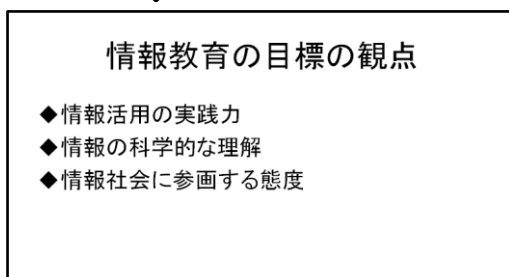 情報教育の目標の観点
◆情報活用の実践力
◆情報の科学的な理解
◆情報社会に参画する態度